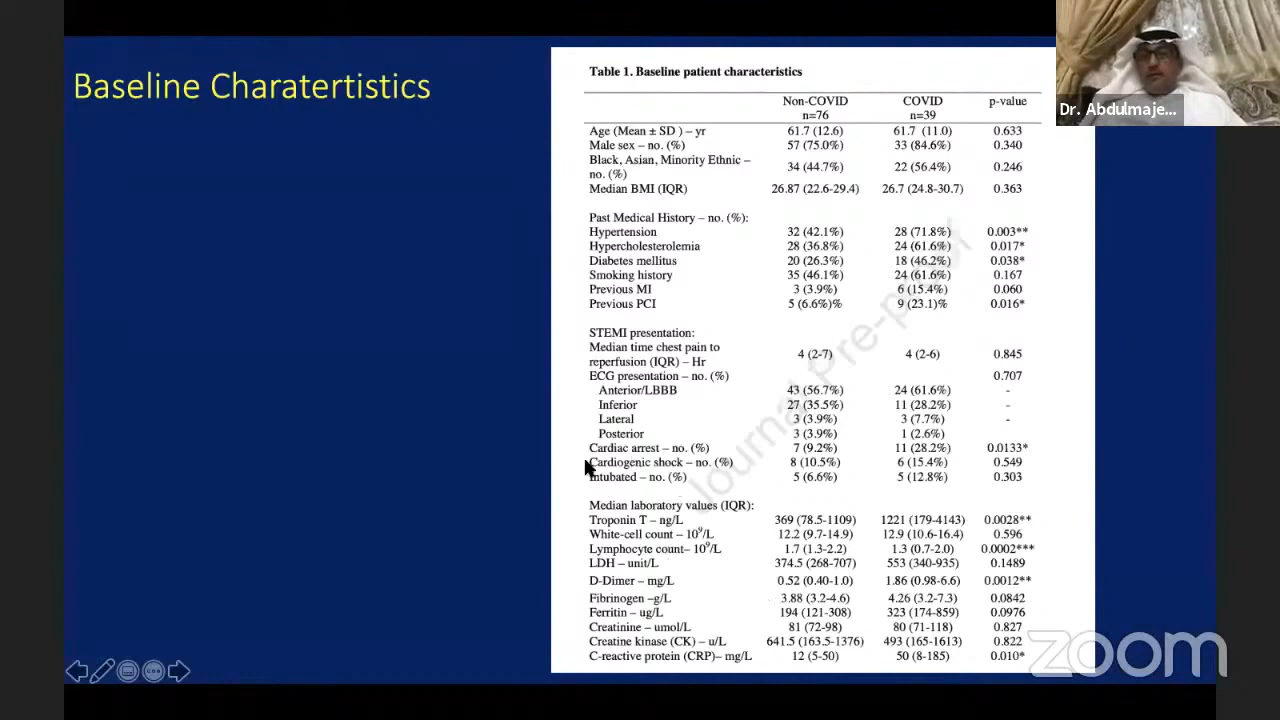 Baseline Charatertistics
Table 1. Baseline patient characteristics
Non-COVID COVID p-value
n=76 n=39
Age (Mean ± SD ) – yr 61.7 (12.6) 61.7 (11.0) 0.633
Male sex – no. (%) 57 (75.0%) 33 (84.6%) 0.340
Black, Asian, Minority Ethnic –
no. (%) 34 (44.7%) 22 (56.4%) 0.246
Median BMI (IQR) 26.87 (22.6-29.4) 26.7 (24.8-30.7) 0.363
Past Medical History – no. (%):
Hypertension 32 (42.1%) 28 (71.8%) 0.003**
Hypercholesterolemia 28 (36.8%) 24 (61.6%) 0.017*
Diabetes mellitus 20 (26.3%) 18 (46.2%) 0.038*
Smoking history 35 (46.1%) 24 (61.6%) 0.167
Previous MI 3 (3.9%) 6 (15.4%) 0.060
Previous PCI 5 (6.6%)% 9 (23.1)% 0.016*
STEMI presentation:
Median time chest pain to
reperfusion (IQR) – Hr 4 (2-7) 4 (2-6) 0.845
ECG presentation – no. (%) 0.707
Anterior/LBBB 43 (56.7%) 24 (61.6%) -
Inferior 27 (35.5%) 11 (28.2%) -
Lateral 3 (3.9%) 3 (7.7%) -
Posterior 3 (3.9%) 1 (2.6%)
Cardiac arrest – no. (%) 7 (9.2%) 11 (28.2%) 0.0133*
Cardiogenic shock – no. (%) 8 (10.5%) 6 (15.4%) 0.549
Intubated – no. (%) 5 (6.6%) 5 (12.8%) 0.303
Median laboratory values (IQR):
Troponin T – ng/L 369 (78.5-1109) 1221 (179-4143) 0.0028**
White-cell count – 10⁹/L 12.2 (9.7-14.9) 12.9 (10.6-16.4) 0.596
Lymphocyte count– 10⁹/L 1.7 (1.3-2.2) 1.3 (0.7-2.0) 0.0002***
LDH – unit/L 374.5 (268-707) 553 (340-935) 0.1489
D-Dimer – mg/L 0.52 (0.40-1.0) 1.86 (0.98-6.6) 0.0012**
Fibrinogen –g/L 3.88 (3.2-4.6) 4.26 (3.2-7.3) 0.0842
Ferritin – ug/L 194 (121-308) 323 (174-859) 0.0976
Creatinine – umol/L 81 (72-98) 80 (71-118) 0.827
Creatine kinase (CK) – u/L 641.5 (163.5-1376) 493 (165-1613) 0.822
C-reactive protein (CRP)– mg/L 12 (5-50) 50 (8-185) 0.010*
Journal Pre-proof
Dr. Abdulmaje...
zoom